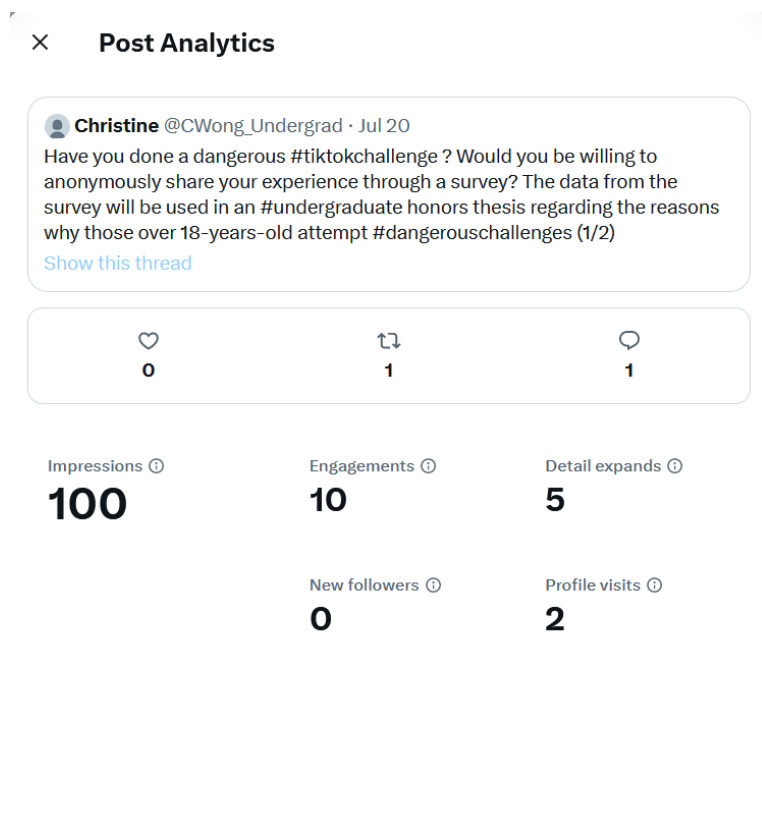 Post Analytics
Christine @CWong_Undergrad · Jul 20
Have you done a dangerous #tiktokchallenge ? Would you be willing to
anonymously share your experience through a survey? The data from the
survey will be used in an #undergraduate honors thesis regarding the reasons
why those over 18-years-old attempt #dangerouschallenges (1/2)
Show this thread
0 1 1
Impressions Engagements Detail expands
100 10 5
New followers Profile visits
0 2